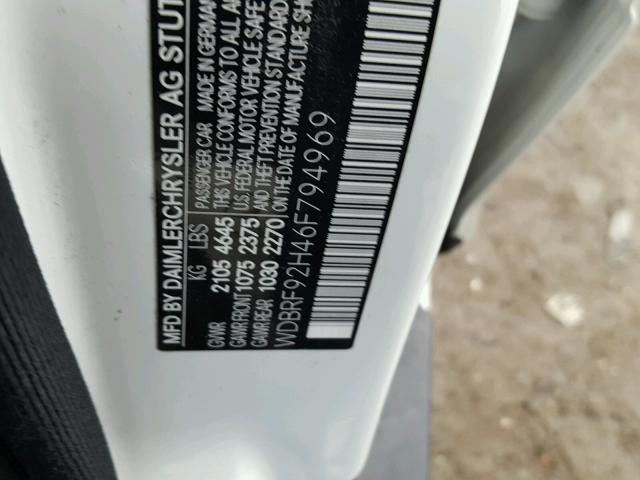 MFD BY DAIMLERCHRYSLER AG STUT
PASSENGER CAR MADE IN GERMANY
THIS VEHICLE CONFORMS TO ALL A
U.S. FEDERAL MOTOR VEHICLE SAFE
AND THEFT PREVENTION STANDARD
ON THE DATE OF MANUFACTURE SH
KG LBS
GVWR 2105 4645
GAWR FRONT 1075 2375
GAWR REAR 1030 2270
WDBRF92H46F794969